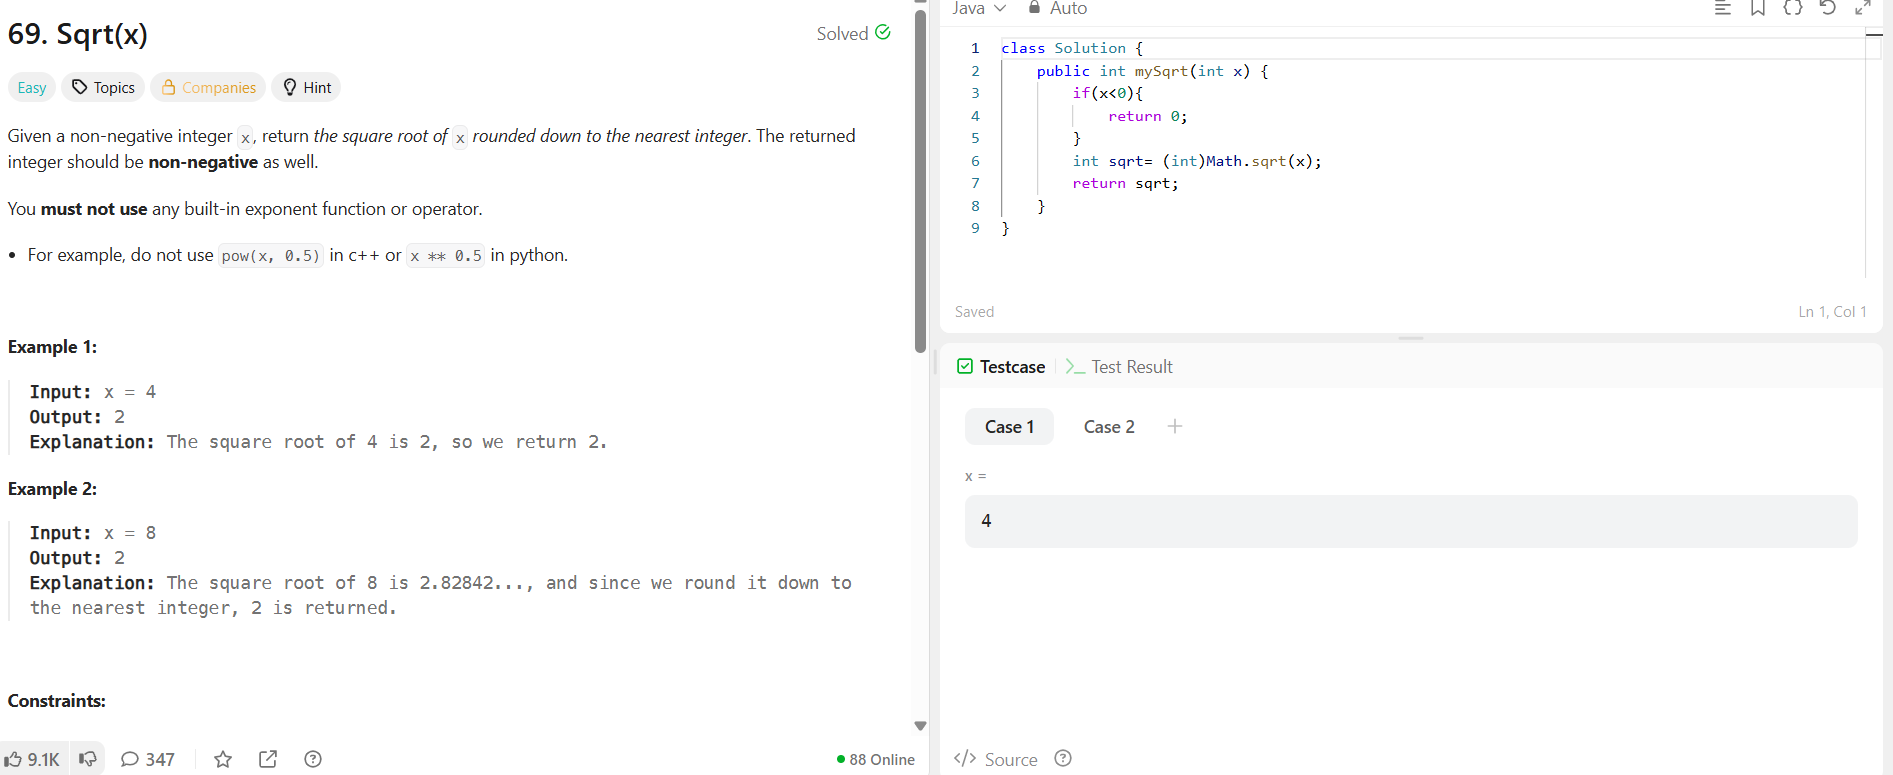 69. Sqrt(x)
Solved
Easy Topics Companies Hint
Given a non-negative integer x, return the square root of x rounded down to the nearest integer. The returned
integer should be non-negative as well.
You must not use any built-in exponent function or operator.
• For example, do not use pow(x, 0.5) in c++ or x ** 0.5 in python.
Example 1:
Input: x = 4
Output: 2
Explanation: The square root of 4 is 2, so we return 2.
Example 2:
Input: x = 8
Output: 2
Explanation: The square root of 8 is 2.82842..., and since we round it down to
the nearest integer, 2 is returned.
Constraints:
9.1K 347 88 Online
Java Auto
1 class Solution {
2     public int mySqrt(int x) {
3         if(x<0){
4             return 0;
5         }
6         int sqrt= (int)Math.sqrt(x);
7         return sqrt;
8     }
9 }
Saved Ln 1, Col 1
Testcase Test Result
Case 1 Case 2 +
x =
4
</> Source